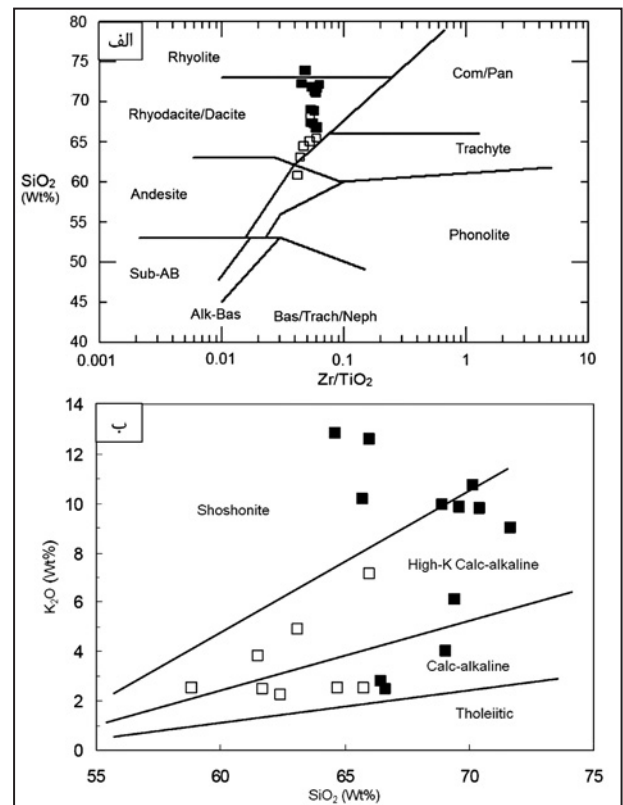 الف
80
75
70
65
60
55
50
45
40
SiO₂
(Wt%)
Rhyolite
Com/Pan
Rhyodacite/Dacite
Trachyte
Andesite
Phonolite
Sub-AB
Alk-Bas
Bas/Trach/Neph
0.001
0.01
0.1
1
10
Zr/TiO₂
ب
14
12
10
8
6
4
2
0
K₂O (Wt%)
Shoshonite
High-K Calc-alkaline
Calc-alkaline
Tholeiitic
55
60
65
70
75
SiO₂ (Wt%)